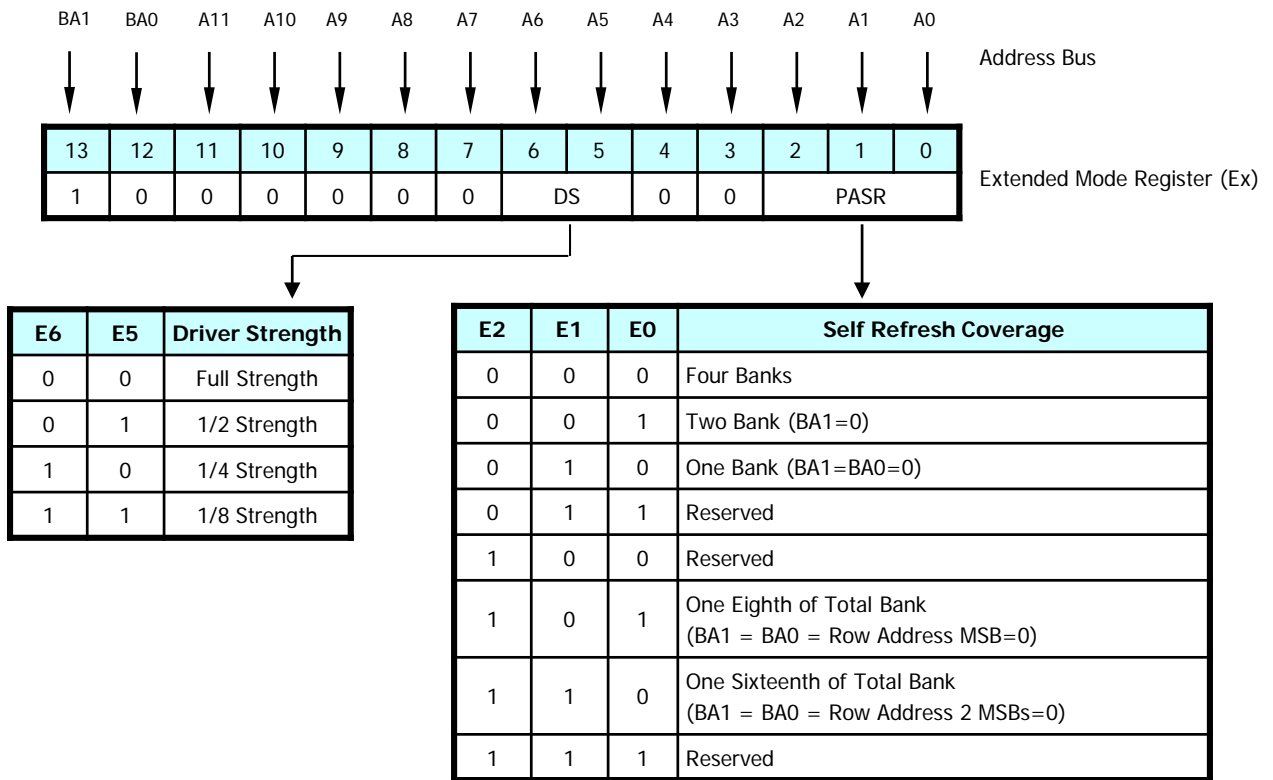 BA1 BA0 A11 A10 A9 A8 A7 A6 A5 A4 A3 A2 A1 A0
Address Bus
13 12 11 10 9 8 7 6 5 4 3 2 1 0
1 0 0 0 0 0 0 DS 0 0 PASR
Extended Mode Register (Ex)
E6 E5 Driver Strength
0 0 Full Strength
0 1 1/2 Strength
1 0 1/4 Strength
1 1 1/8 Strength
E2 E1 E0 Self Refresh Coverage
0 0 0 Four Banks
0 0 1 Two Bank (BA1=0)
0 1 0 One Bank (BA1=BA0=0)
0 1 1 Reserved
1 0 0 Reserved
1 0 1 One Eighth of Total Bank
(BA1 = BA0 = Row Address MSB=0)
1 1 0 One Sixteenth of Total Bank
(BA1 = BA0 = Row Address 2 MSBs=0)
1 1 1 Reserved